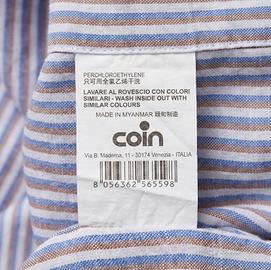 PERCHLOROETHYLENE
只可用全氯乙烯干洗
LAVARE AL ROVESCIO CON COLORI
SIMILARI - WASH INSIDE OUT WITH
SIMILAR COLOURS
MADE IN MYANMAR 緬甸制造
coin
Via B. Maderna, 11 - 30174 Venezia - ITALIA
8 056362 565598